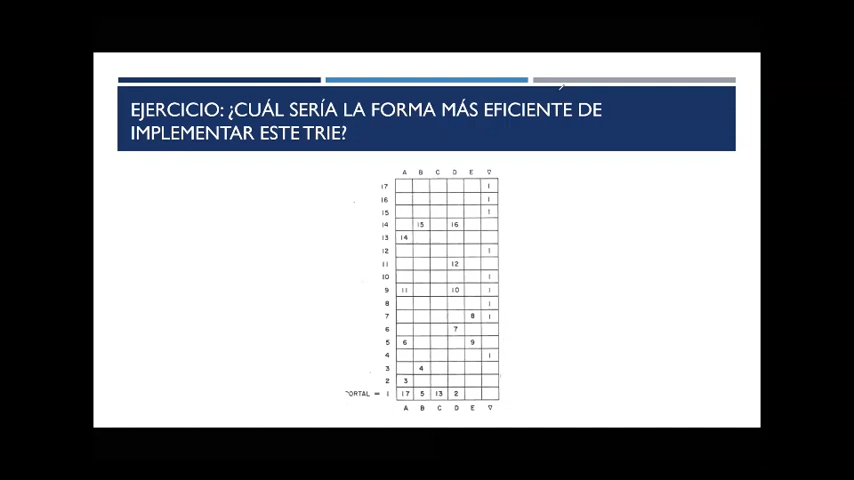 EJERCICIO: ¿CUÁL SERÍA LA FORMA MÁS EFICIENTE DE
IMPLEMENTAR ESTE TRIE?
A B C D E ∇
17 1
16 1
15 1
14 15 16
13 14
12 1
11 12
10 1
9 11 10 1
8 1
7 8 1
6 7
5 6 9
4 1
3 4
2 3
PORTAL = 1 17 5 13 2
A B C D E ∇